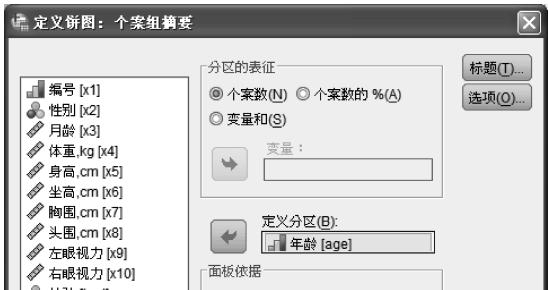 定义饼图：个案组摘要
编号 [x1]
性别 [x2]
月龄 [x3]
体重,kg [x4]
身高,cm [x5]
坐高,cm [x6]
胸围,cm [x7]
头围,cm [x8]
左眼视力 [x9]
右眼视力 [x10]
分区的表征
个案数(N) 个案数的 %(A)
变量和(S)
变量：
定义分区(B):
年龄 [age]
面板依据
标题(T)...
选项(O)...